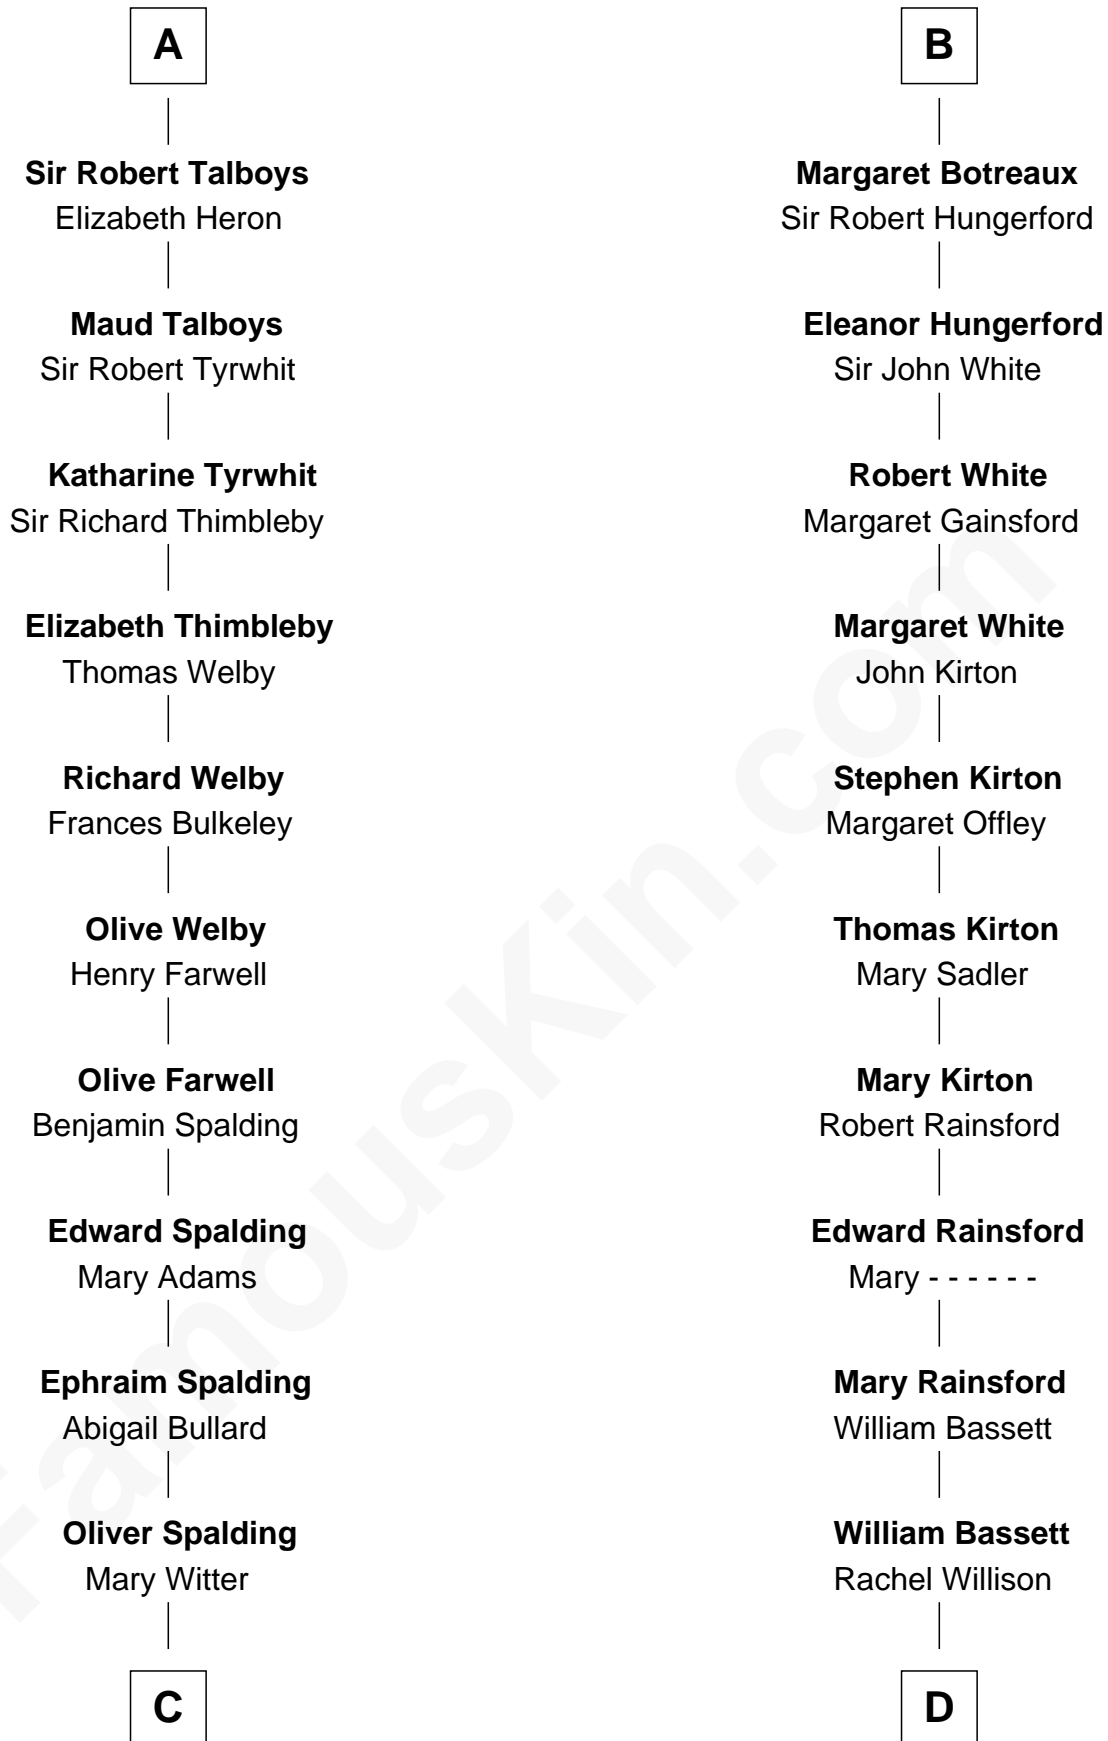 A
Sir Robert Talboys
Elizabeth Heron
Maud Talboys
Sir Robert Tyrwhit
Katharine Tyrwhit
Sir Richard Thimbleby
Elizabeth Thimbleby
Thomas Welby
Richard Welby
Frances Bulkeley
Olive Welby
Henry Farwell
Olive Farwell
Benjamin Spalding
Edward Spalding
Mary Adams
Ephraim Spalding
Abigail Bullard
Oliver Spalding
Mary Witter
C
B
Margaret Botreaux
Sir Robert Hungerford
Eleanor Hungerford
Sir John White
Robert White
Margaret Gainsford
Margaret White
John Kirton
Stephen Kirton
Margaret Offley
Thomas Kirton
Mary Sadler
Mary Kirton
Robert Rainsford
Edward Rainsford
Mary - - - - - -
Mary Rainsford
William Bassett
William Bassett
Rachel Willison
D
FamousKin.com